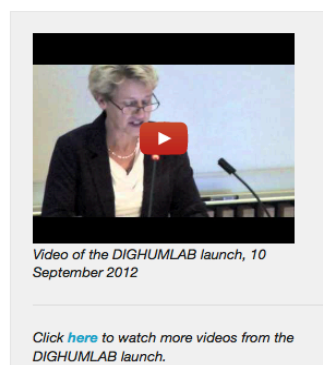 Video of the DIGHUMLAB launch, 10
September 2012
Click here to watch more videos from the
DIGHUMLAB launch.